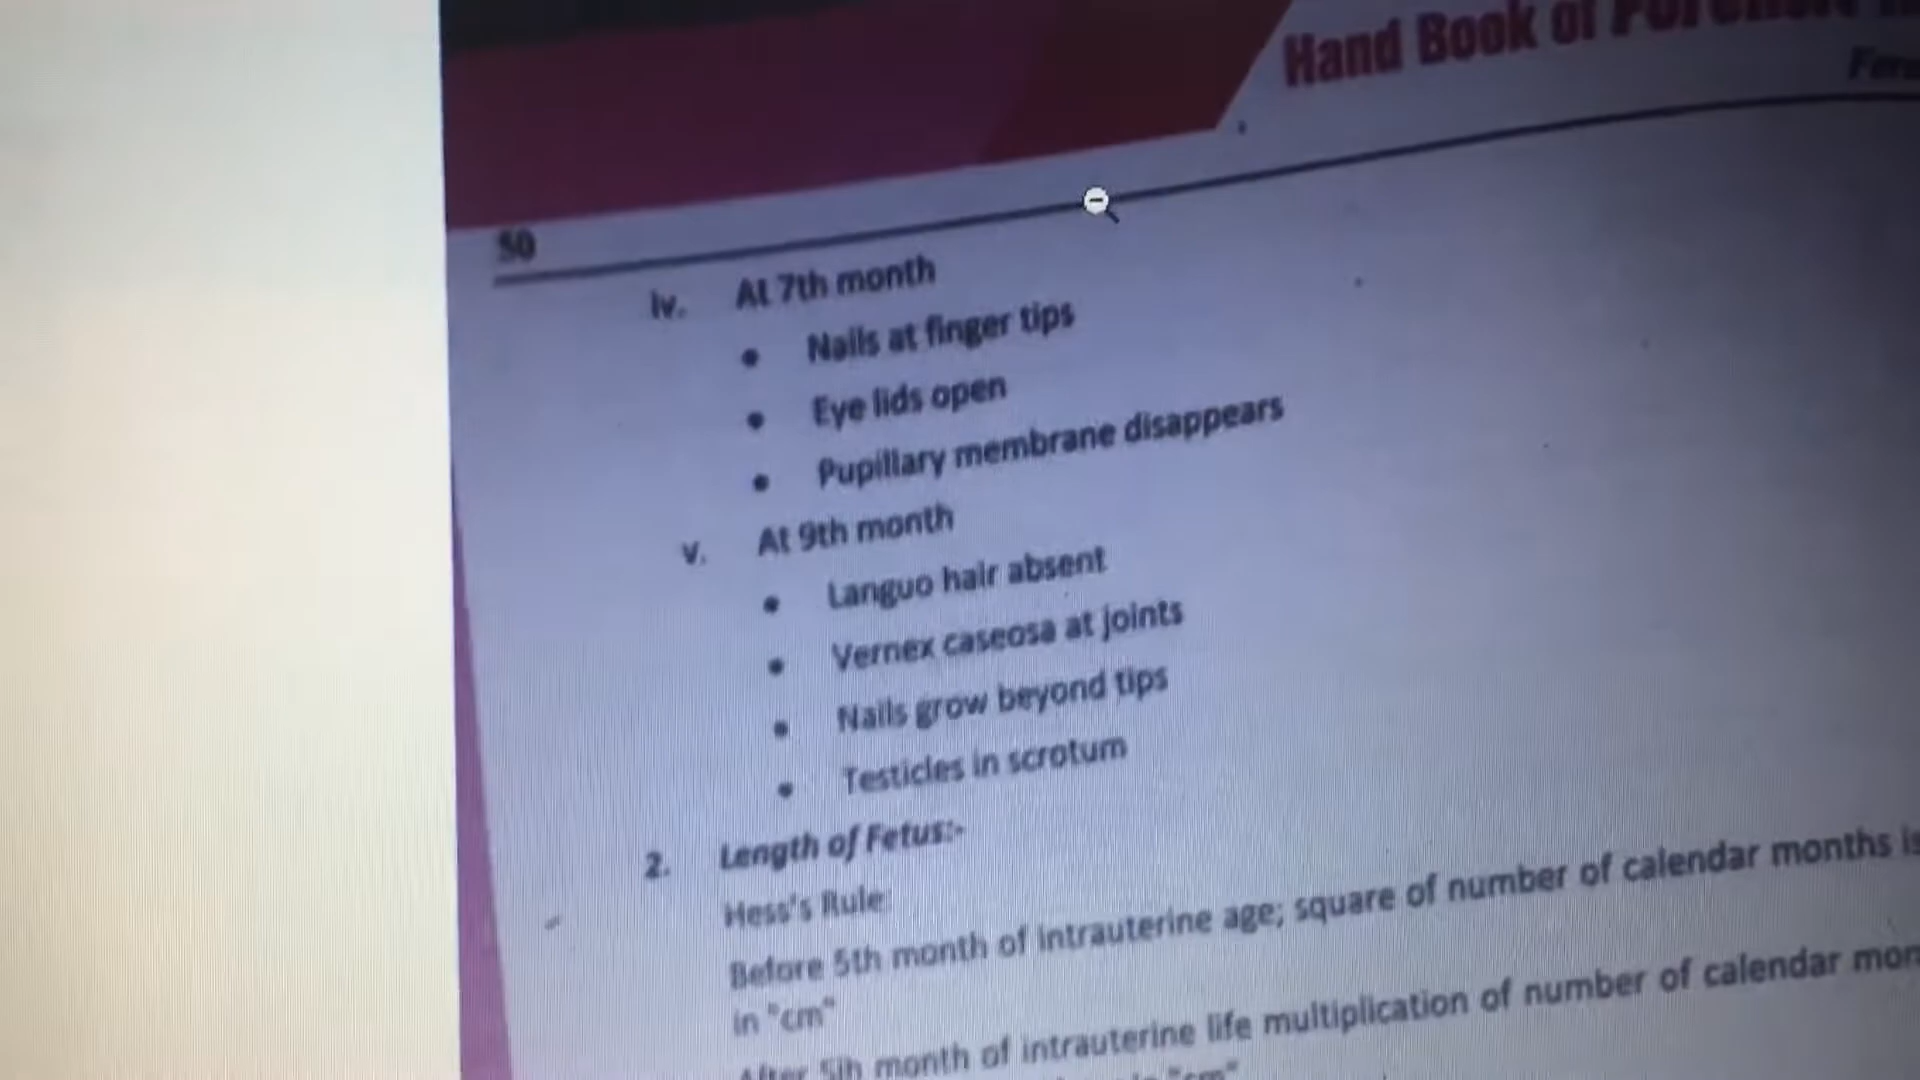 Hand Book of Forensic
50
iv. At 7th month
• Nails at finger tips
• Eye lids open
• Pupillary membrane disappears
v. At 9th month
• Languo hair absent
• Vernex caseosa at joints
• Nails grow beyond tips
• Testicles in scrotum
2. Length of Fetus:-
Hess's Rule:
Before 5th month of intrauterine age; square of number of calendar months is
in "cm"
After 5th month of intrauterine life multiplication of number of calendar
in "cm"